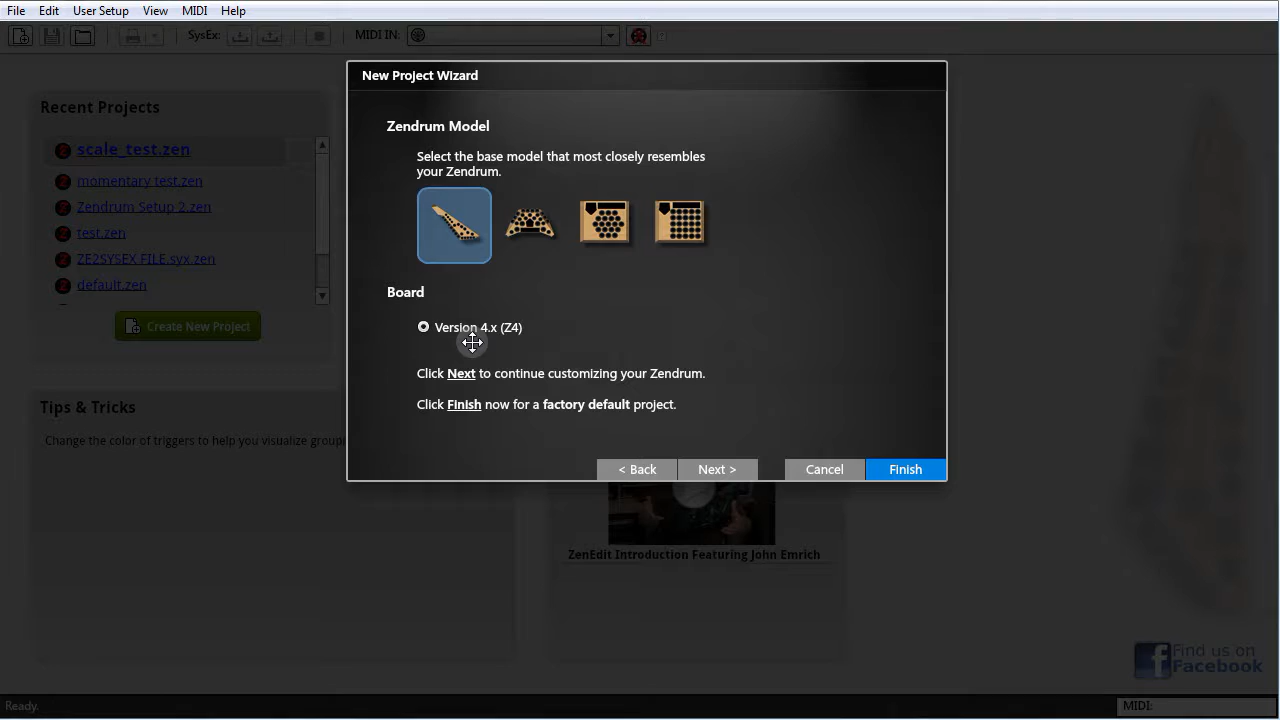 File Edit User Setup View MIDI Help
SysEx: MIDI IN:
New Project Wizard
Recent Projects
scale_test.zen
momentary test.zen
Zendrum Setup 2.zen
test.zen
ZE2SYSEX FILE.syx.zen
default.zen
Create New Project
Zendrum Model
Select the base model that most closely resembles
your Zendrum.
Board
Version 4.x (Z4)
Click Next to continue customizing your Zendrum.
Click Finish now for a factory default project.
< Back Next > Cancel Finish
Tips & Tricks
Change the color of triggers to help you visualize
ZenEdit Introduction Featuring John Emrich
Find us on
Facebook
Ready. MIDI: